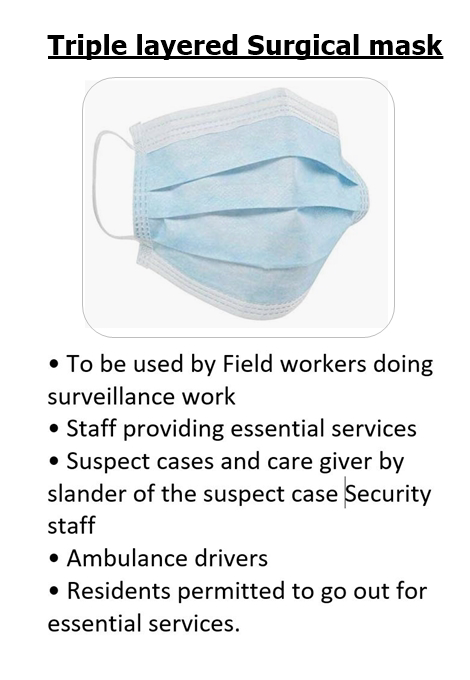 Triple layered Surgical mask
• To be used by Field workers doing
surveillance work
• Staff providing essential services
• Suspect cases and care giver by
slander of the suspect case Security
staff
• Ambulance drivers
• Residents permitted to go out for
essential services.